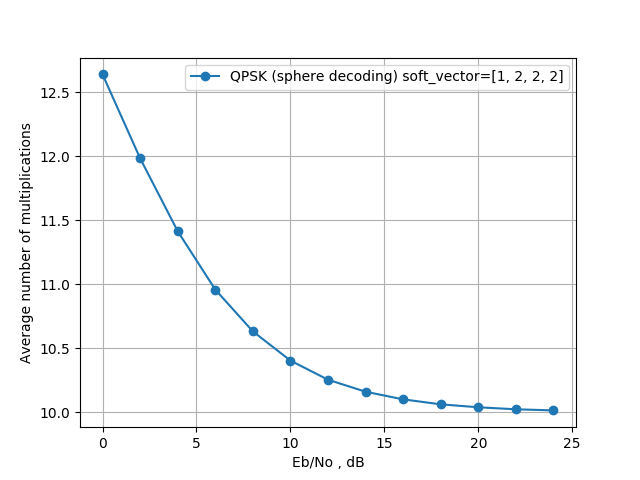 QPSK (sphere decoding) soft_vector=[1, 2, 2, 2]
Average number of multiplications
12.5
12.0
11.5
11.0
10.5
10.0
0 5 10 15 20 25
Eb/No , dB